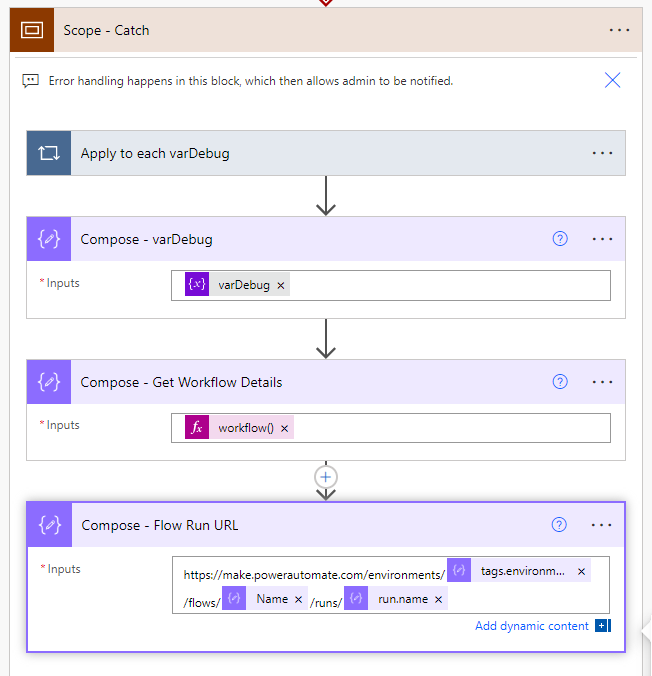 Scope - Catch
Error handling happens in this block, which then allows admin to be notified.
Apply to each varDebug
Compose - varDebug
* Inputs
{x} varDebug ×
Compose - Get Workflow Details
* Inputs
fx workflow() ×
Compose - Flow Run URL
* Inputs
https://make.powerautomate.com/environments/ tags.environm... ×
/flows/ Name × /runs/ run.name ×
Add dynamic content